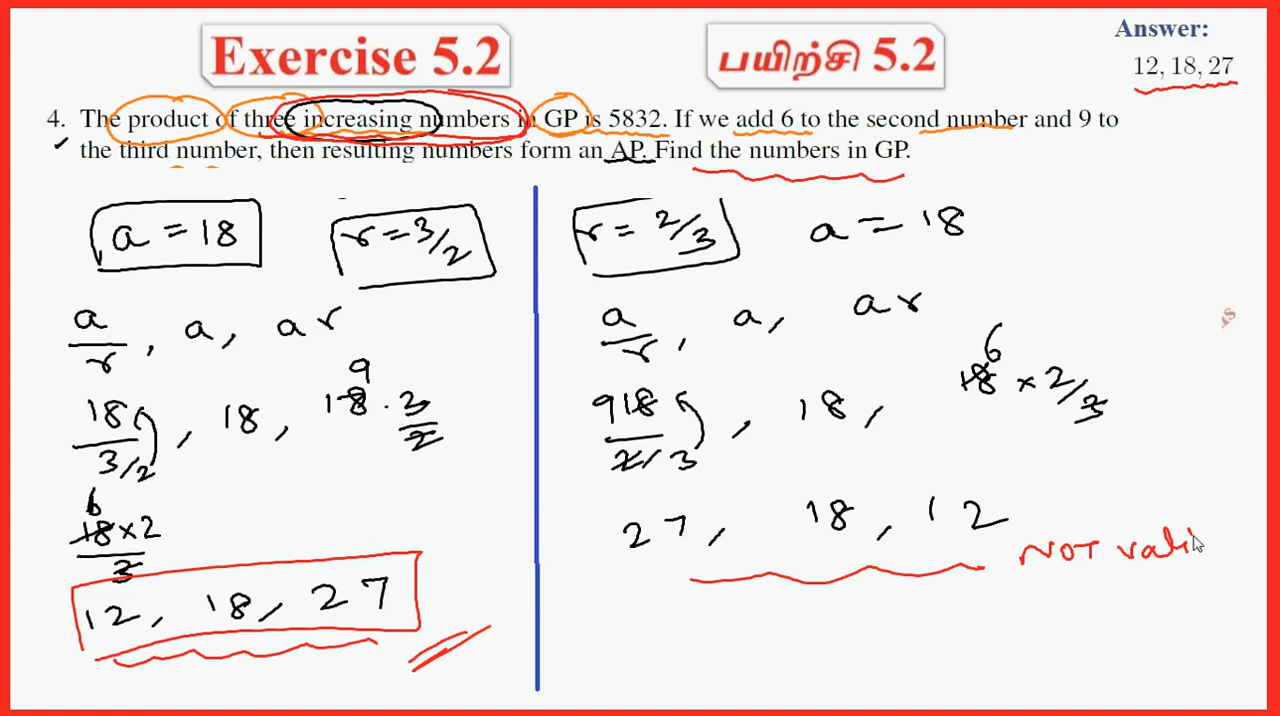 Exercise 5.2
பயிற்சி 5.2
Answer:
12, 18, 27
4. The product of three increasing numbers in GP is 5832. If we add 6 to the second number and 9 to
the third number, then resulting numbers form an AP. Find the numbers in GP.
a = 18
r = 3/2
a/r, a, ar
18/(3/2), 18, 18 · 3/2
9
6
18×2/3
12, 18, 27
r = 2/3
a = 18
a/r, a, ar
6
9 18/2/3, 18, 18 × 2/3
27, 18, 12
NOT vali